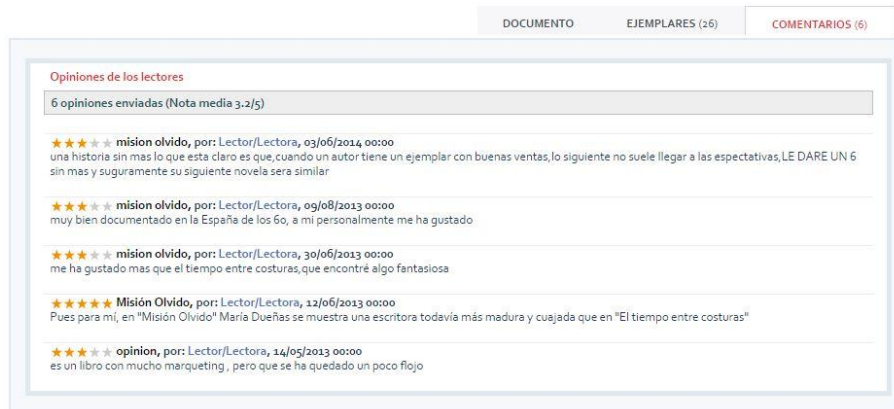 DOCUMENTO EJEMPLARES (26) COMENTARIOS (6)
Opiniones de los lectores
6 opiniones enviadas (Nota media 3.2/5)
mision olvido, por: Lector/Lectora, 03/06/2014 00:00
una historia sin mas lo que esta claro es que,cuando un autor tiene un ejemplar con buenas ventas,lo siguiente no suele llegar a las espectativas,LE DARE UN 6
sin mas y suguramente su siguiente novela sera similar
mision olvido, por: Lector/Lectora, 09/08/2013 00:00
muy bien documentado en la España de los 60, a mi personalmente me ha gustado
mision olvido, por: Lector/Lectora, 30/06/2013 00:00
me ha gustado mas que el tiempo entre costuras,que encontré algo fantasiosa
Misión Olvido, por: Lector/Lectora, 12/06/2013 00:00
Pues para mí, en "Misión Olvido" María Dueñas se muestra una escritora todavía más madura y cuajada que en "El tiempo entre costuras"
opinion, por: Lector/Lectora, 14/05/2013 00:00
es un libro con mucho marqueting , pero que se ha quedado un poco flojo